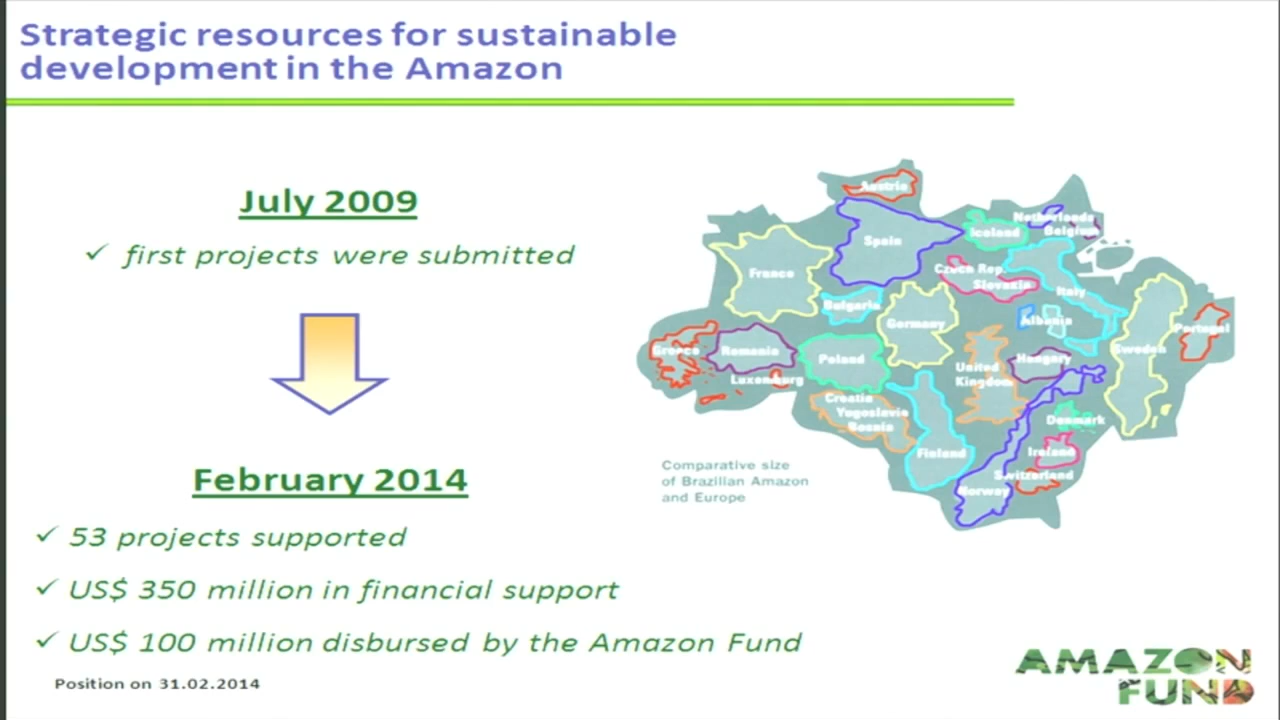 Strategic resources for sustainable
development in the Amazon
July 2009
✓ first projects were submitted
February 2014
✓ 53 projects supported
✓ US$ 350 million in financial support
✓ US$ 100 million disbursed by the Amazon Fund
Position on 31.02.2014
Austria
Netherlands
Spain
Iceland
Belgium
France
Czech Rep.
Slovakia
Italy
Bulgaria
Germany
Albania
Portugal
Greece
Romania
Poland
Hungary
Sweden
Luxemburg
United
Kingdom
Croatia
Yugoslavia
Bosnia
Denmark
Finland
Ireland
Switzerland
Norway
Comparative size
of Brazilian Amazon
and Europe
AMAZON
FUND